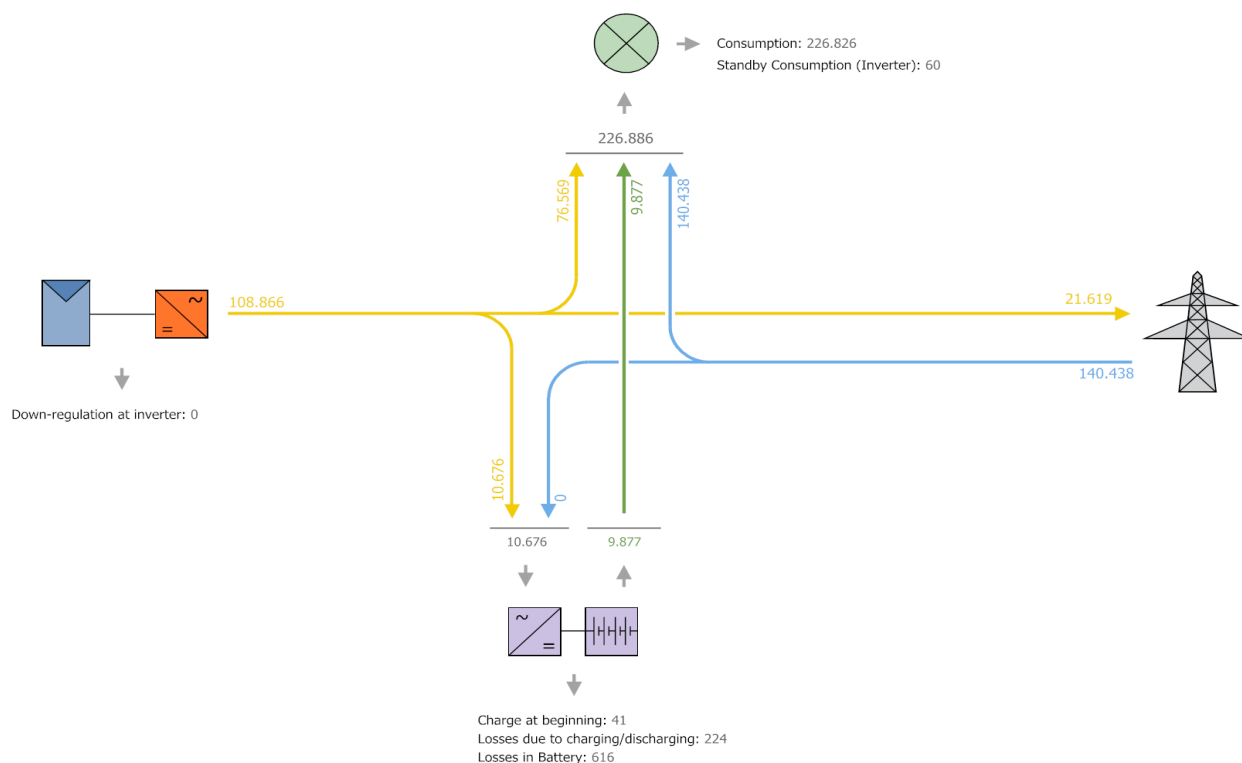 Consumption: 226.826
Standby Consumption (Inverter): 60
226.886
76.569
9.877
140.438
108.866
21.619
140.438
Down-regulation at inverter: 0
10.676
0
10.676
9.877
Charge at beginning: 41
Losses due to charging/discharging: 224
Losses in Battery: 616